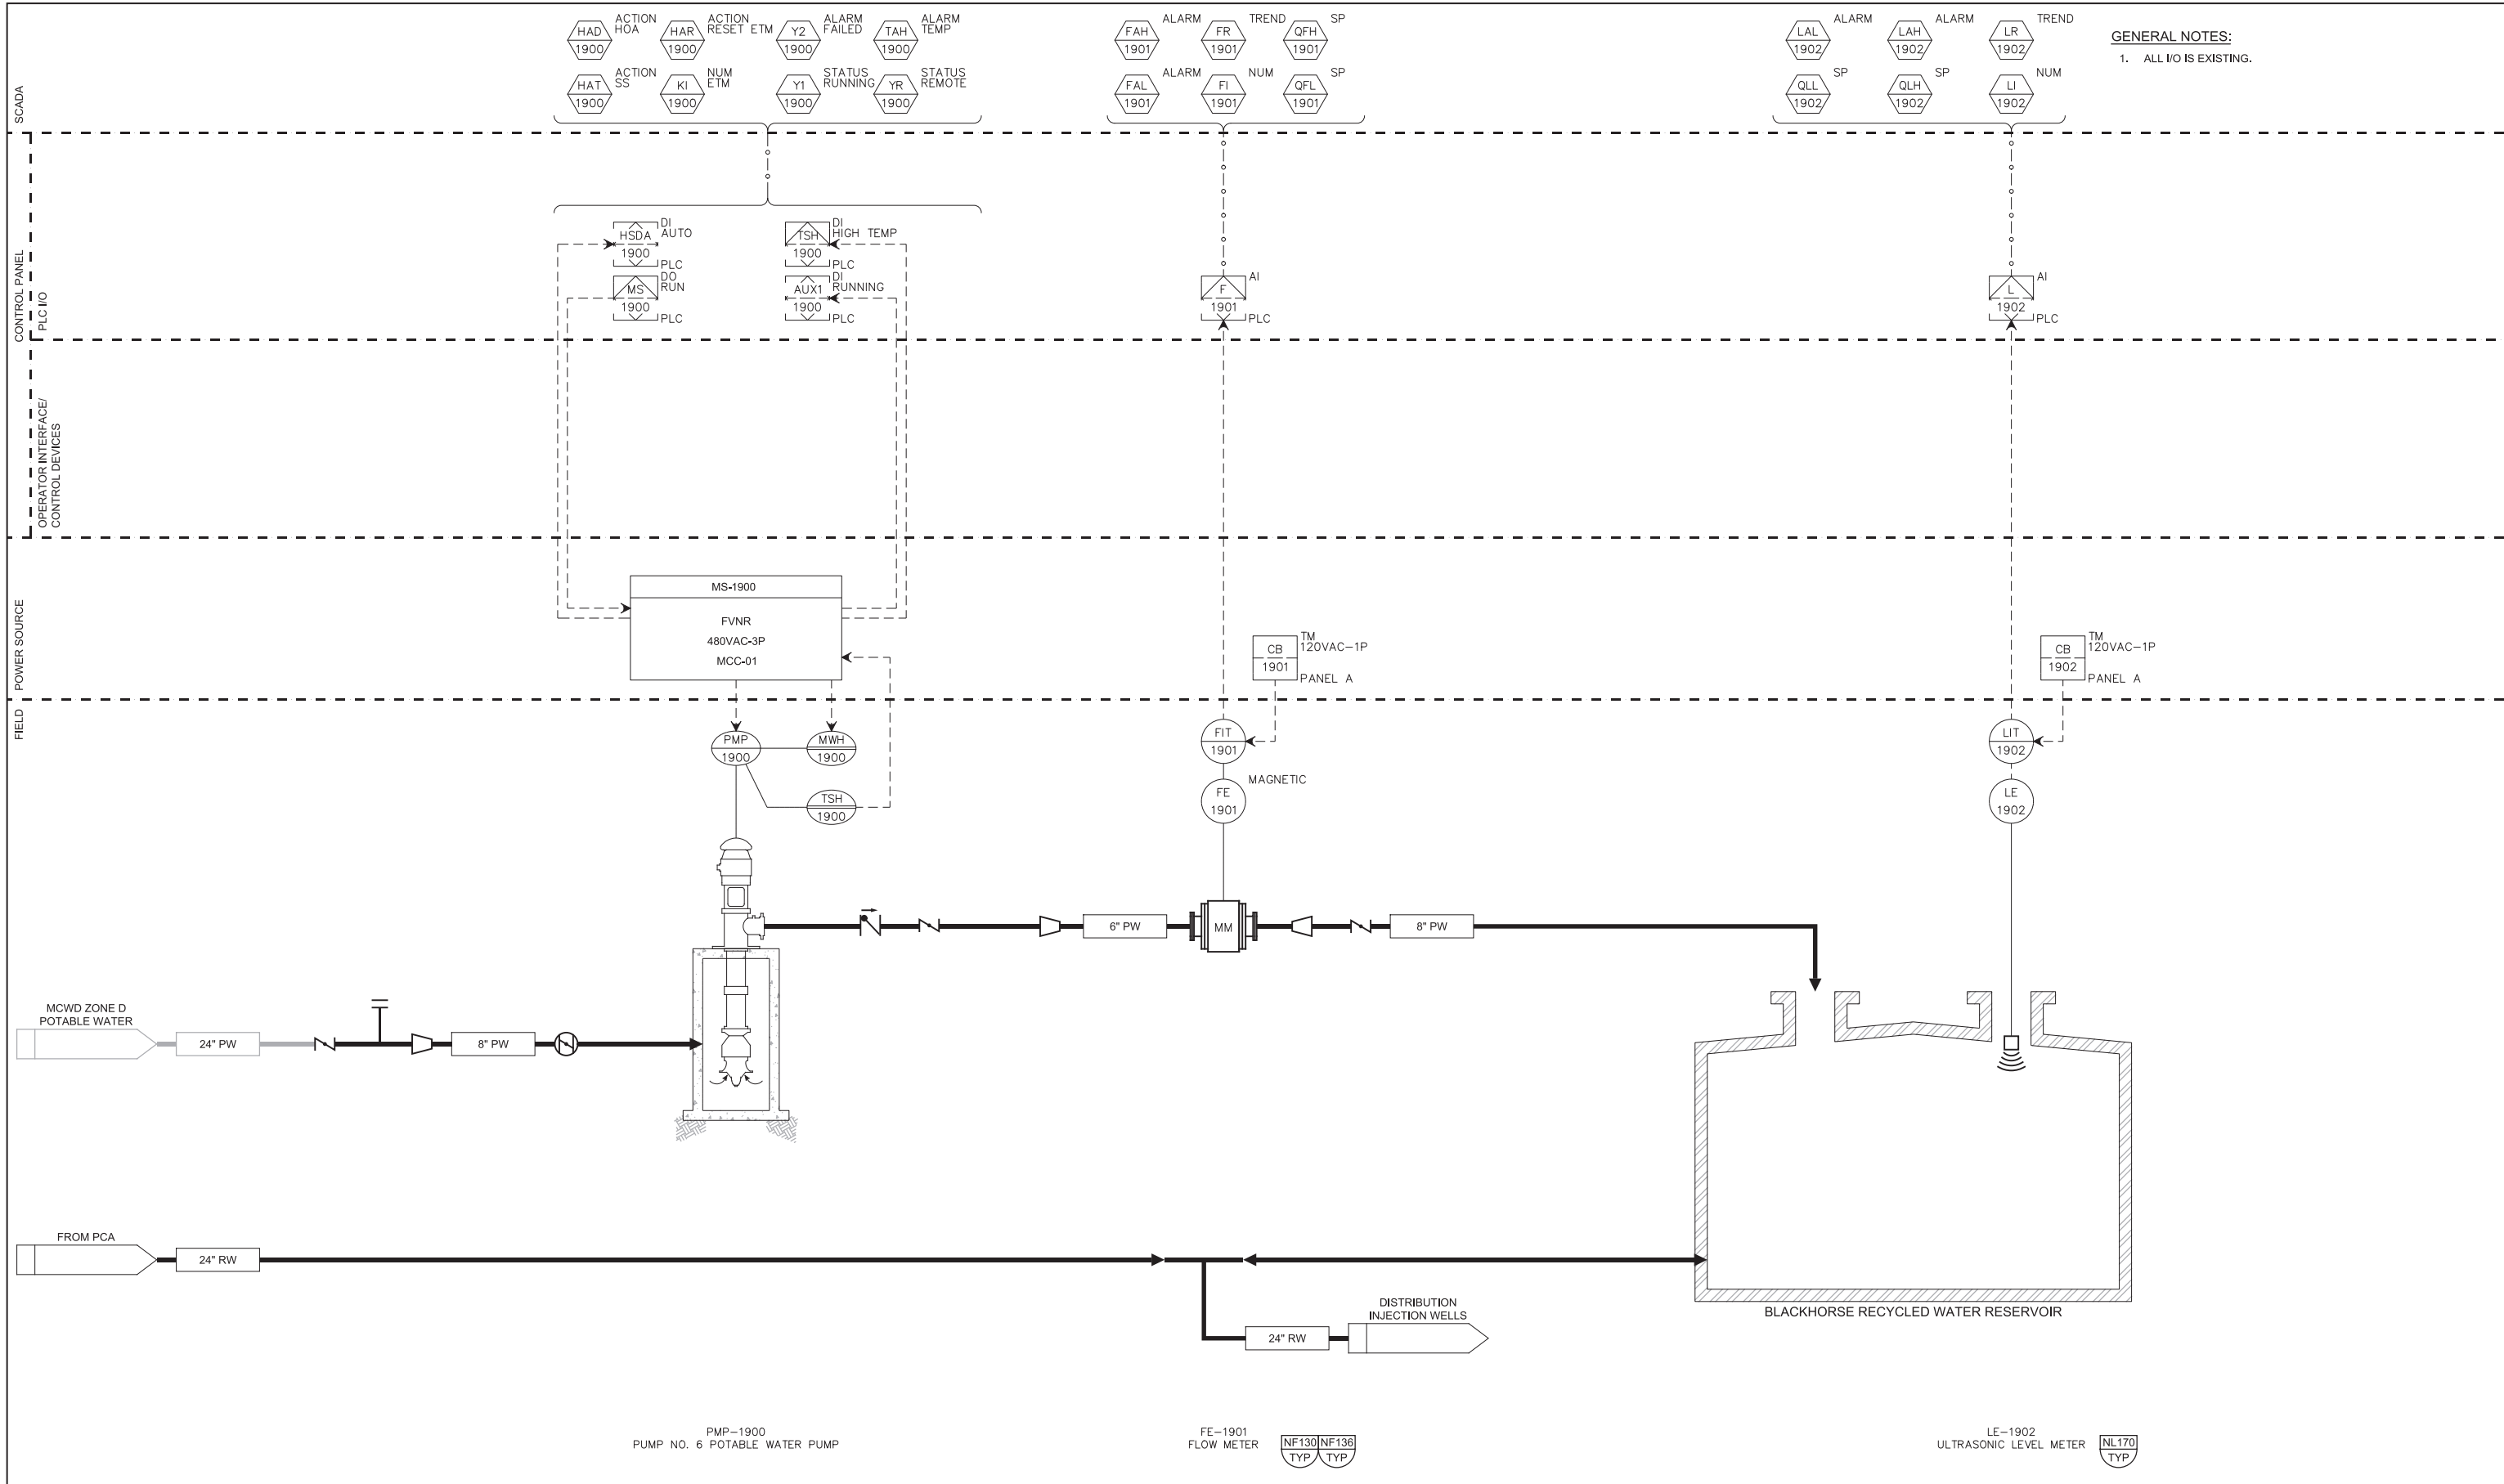 HAD
1900
ACTION
HOA
HAR
1900
ACTION
RESET ETM
Y2
1900
ALARM
FAILED
TAH
1900
ALARM
TEMP
HAT
1900
ACTION
SS
KI
1900
NUM
ETM
Y1
1900
STATUS
RUNNING
YR
1900
STATUS
REMOTE
FAH
1901
ALARM
FR
1901
TREND
QFH
1901
SP
FAL
1901
ALARM
FI
1901
NUM
QFL
1901
SP
LAL
1902
ALARM
LAH
1902
ALARM
LR
1902
TREND
QLL
1902
SP
QLH
1902
SP
LI
1902
NUM
GENERAL NOTES:
1. ALL I/O IS EXISTING.
SCADA
CONTROL PANEL
PLC I/O
HSDA
1900
DI
AUTO
PLC
TSH
1900
DI
HIGH TEMP
PLC
MS
1900
DO
RUN
PLC
AUX1
1900
DI
RUNNING
PLC
F
1901
AI
PLC
L
1902
AI
PLC
OPERATOR INTERFACE/
CONTROL DEVICES
POWER SOURCE
MS-1900
FVNR
480VAC-3P
MCC-01
CB
1901
TM
120VAC-1P
PANEL A
CB
1902
TM
120VAC-1P
PANEL A
FIELD
PMP
1900
MWH
1900
TSH
1900
FIT
1901
FE
1901
MAGNETIC
LIT
1902
LE
1902
6" PW
MM
8" PW
MCWD ZONE D
POTABLE WATER
24" PW
8" PW
FROM PCA
24" RW
DISTRIBUTION
INJECTION WELLS
24" RW
BLACKHORSE RECYCLED WATER RESERVOIR
PMP-1900
PUMP NO. 6 POTABLE WATER PUMP
FE-1901
FLOW METER
NF130
TYP
NF136
TYP
LE-1902
ULTRASONIC LEVEL METER
NL170
TYP